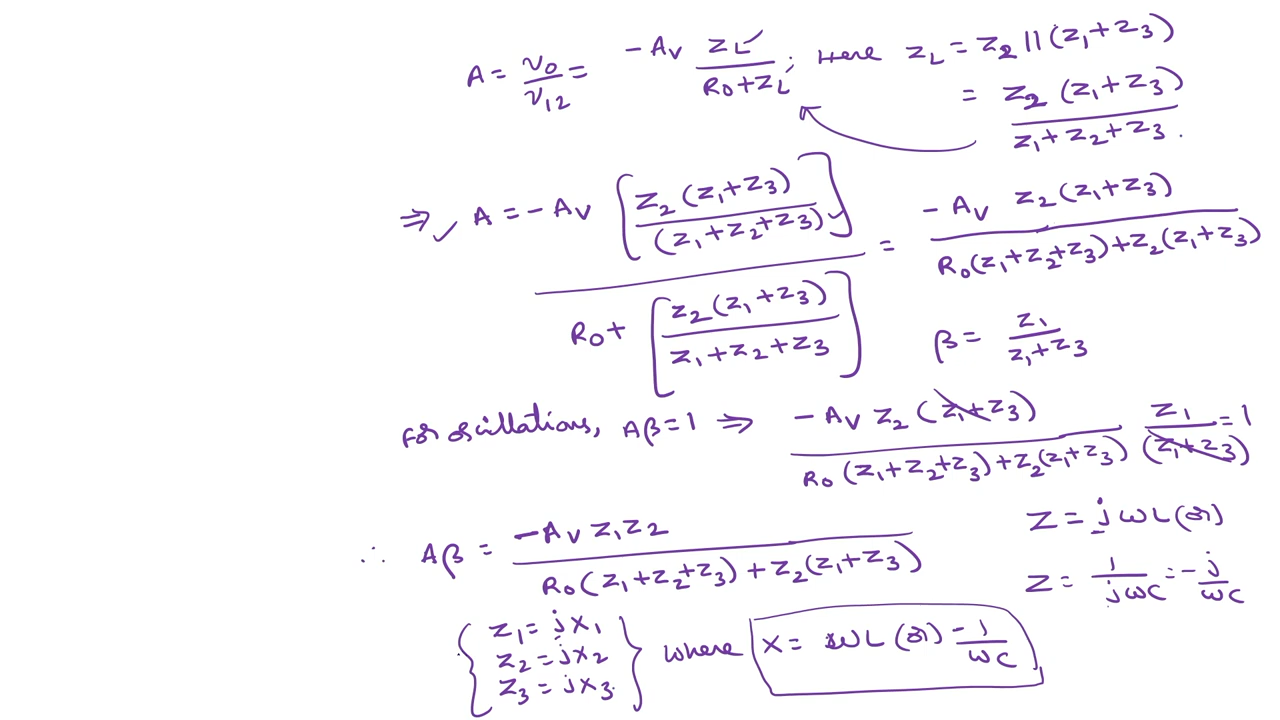 A = v0/v12 = -Av ZL/(R0+ZL) ; Here ZL = Z2 || (Z1+Z3)
= Z2 (Z1+Z3)/(Z1+Z2+Z3).
⇒ ✓ A = -Av [Z2 (Z1+Z3)/(Z1+Z2+Z3)] / (R0 + [Z2 (Z1+Z3)/(Z1+Z2+Z3)]) = -Av Z2 (Z1+Z3)/(R0(Z1+Z2+Z3)+Z2(Z1+Z3))
β = Z1/(Z1+Z3)
For oscillations, Aβ=1 ⇒ -Av Z2 (Z1+Z3)/(R0 (Z1+Z2+Z3)+Z2(Z1+Z3)) Z1/(Z1+Z3) = 1
Z = jωL (or)
∴ Aβ = -Av Z1Z2/(R0(Z1+Z2+Z3)+Z2(Z1+Z3))
Z = 1/jωC = -j/ωC
{Z1 = jX1
Z2 = jX2
Z3 = jX3.} where X = ωL (or) -1/ωC